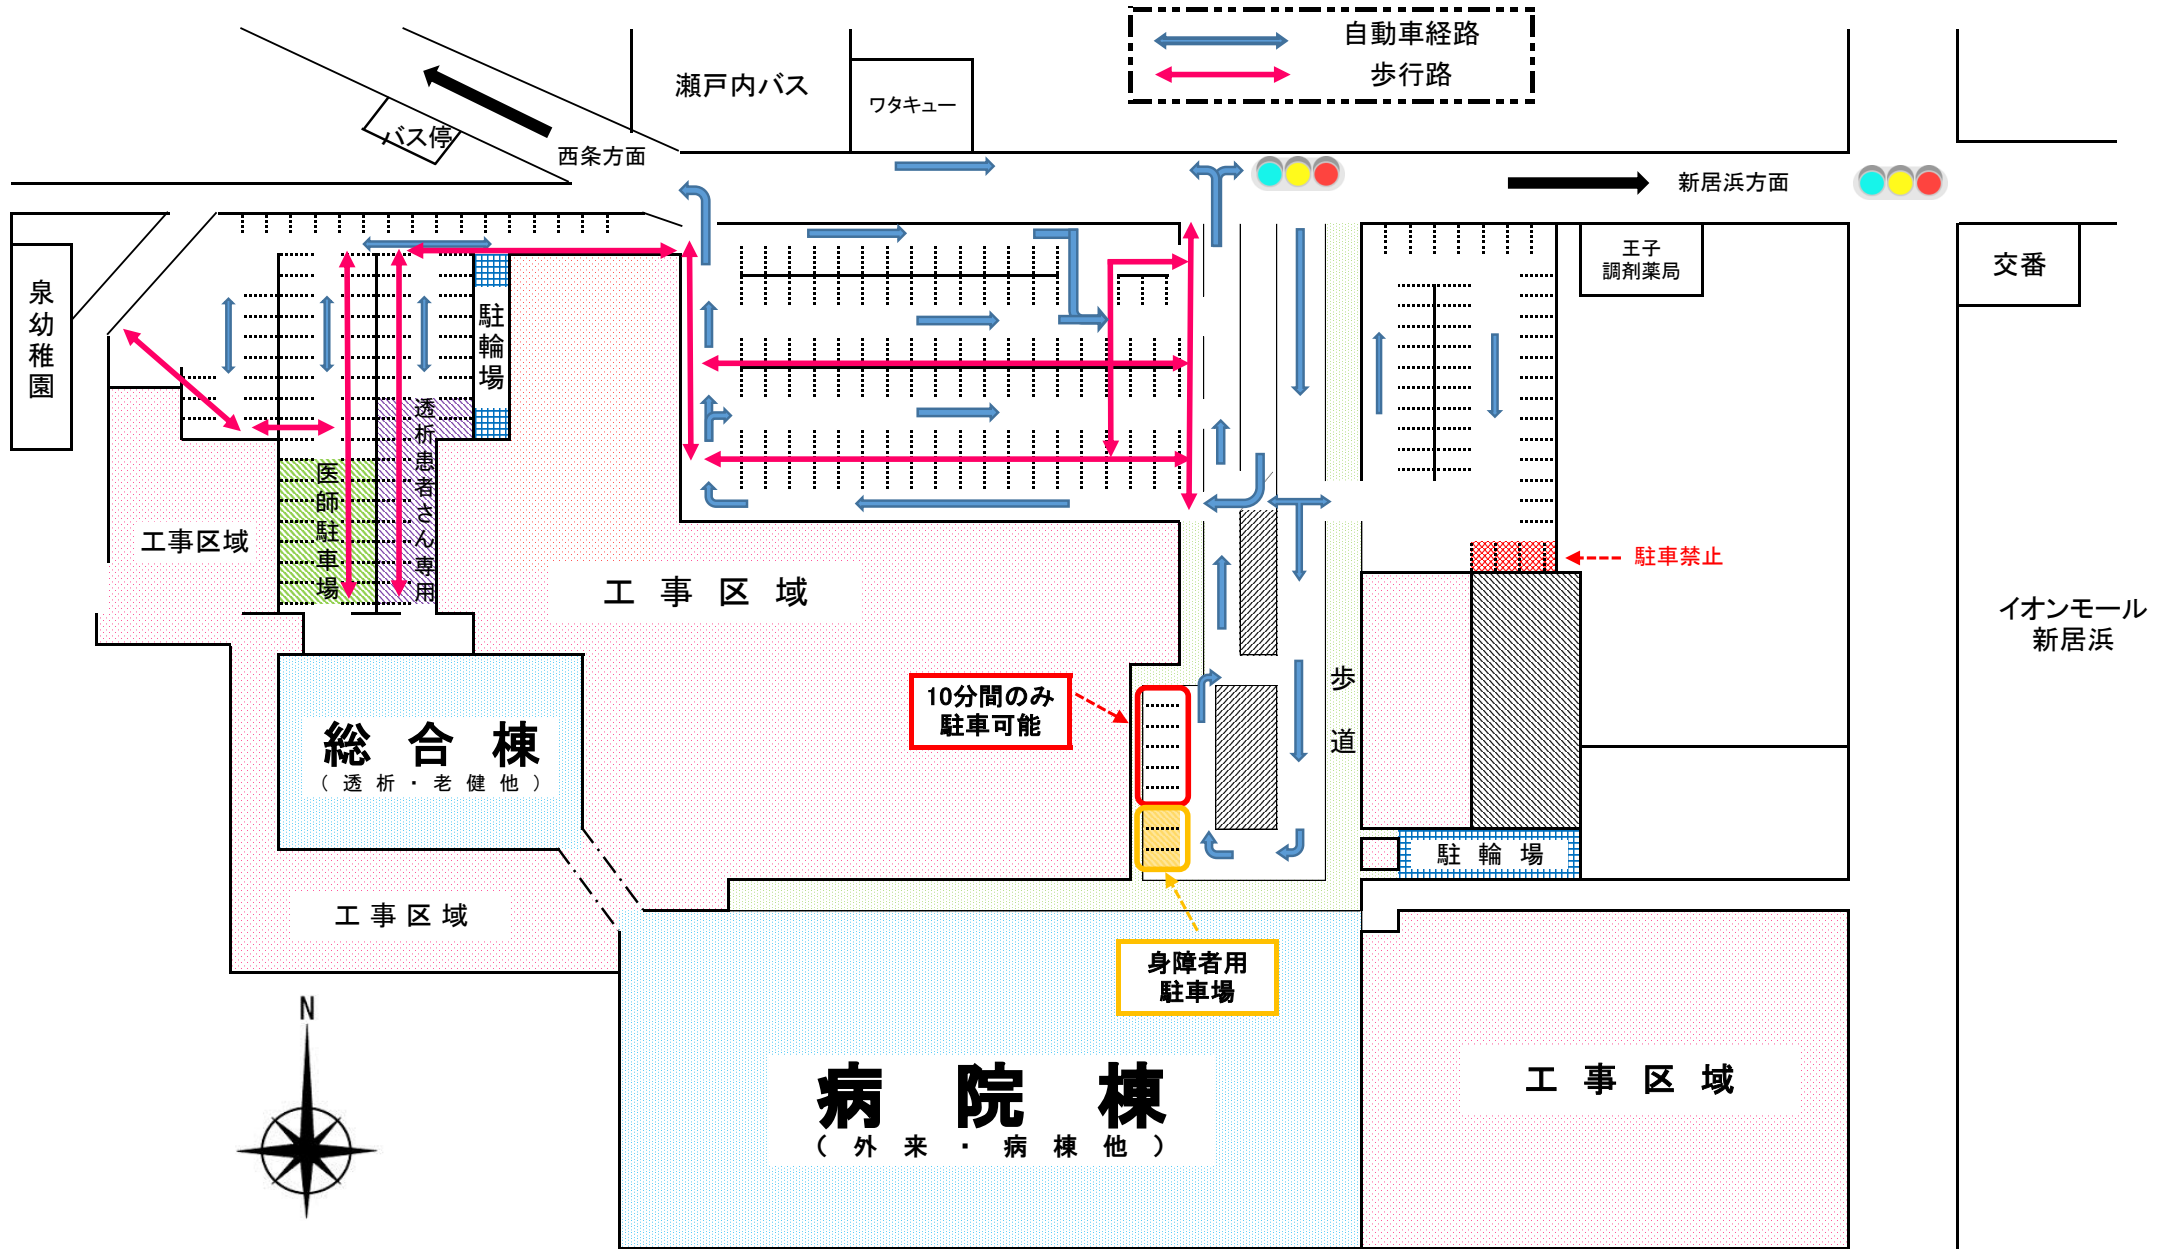 自動車経路
歩行路
瀬戸内バス
ワタキュー
バス停
西条方面
新居浜方面
泉幼稚園
駐輪場
王子
調剤薬局
交番
透析患者さん専用
医師駐車場
工事区域
工事区域
駐車禁止
イオンモール
新居浜
10分間のみ
駐車可能
歩道
総合棟
(透析・老健他)
駐輪場
工事区域
身障者用
駐車場
N
病院棟
(外来・病棟他)
工事区域